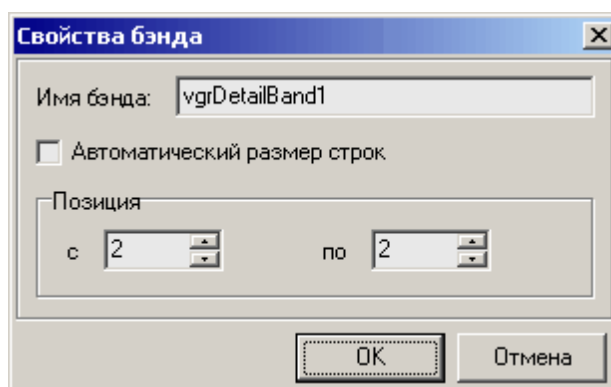 Свойства бэнда
Имя бэнда: vgrDetailBand1
Автоматический размер строк
Позиция
с 2 по 2
OK Отмена